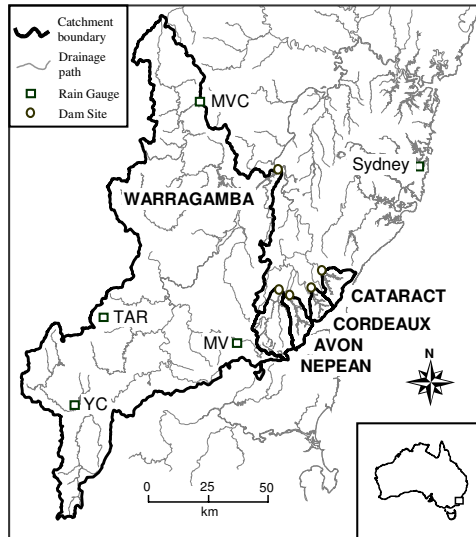 Catchment
boundary
Drainage
path
Rain Gauge
Dam Site
MVC
Sydney
WARRAGAMBA
CATARACT
CORDEAUX
AVON
NEPEAN
TAR
MV
YC
N
0 25 50
km